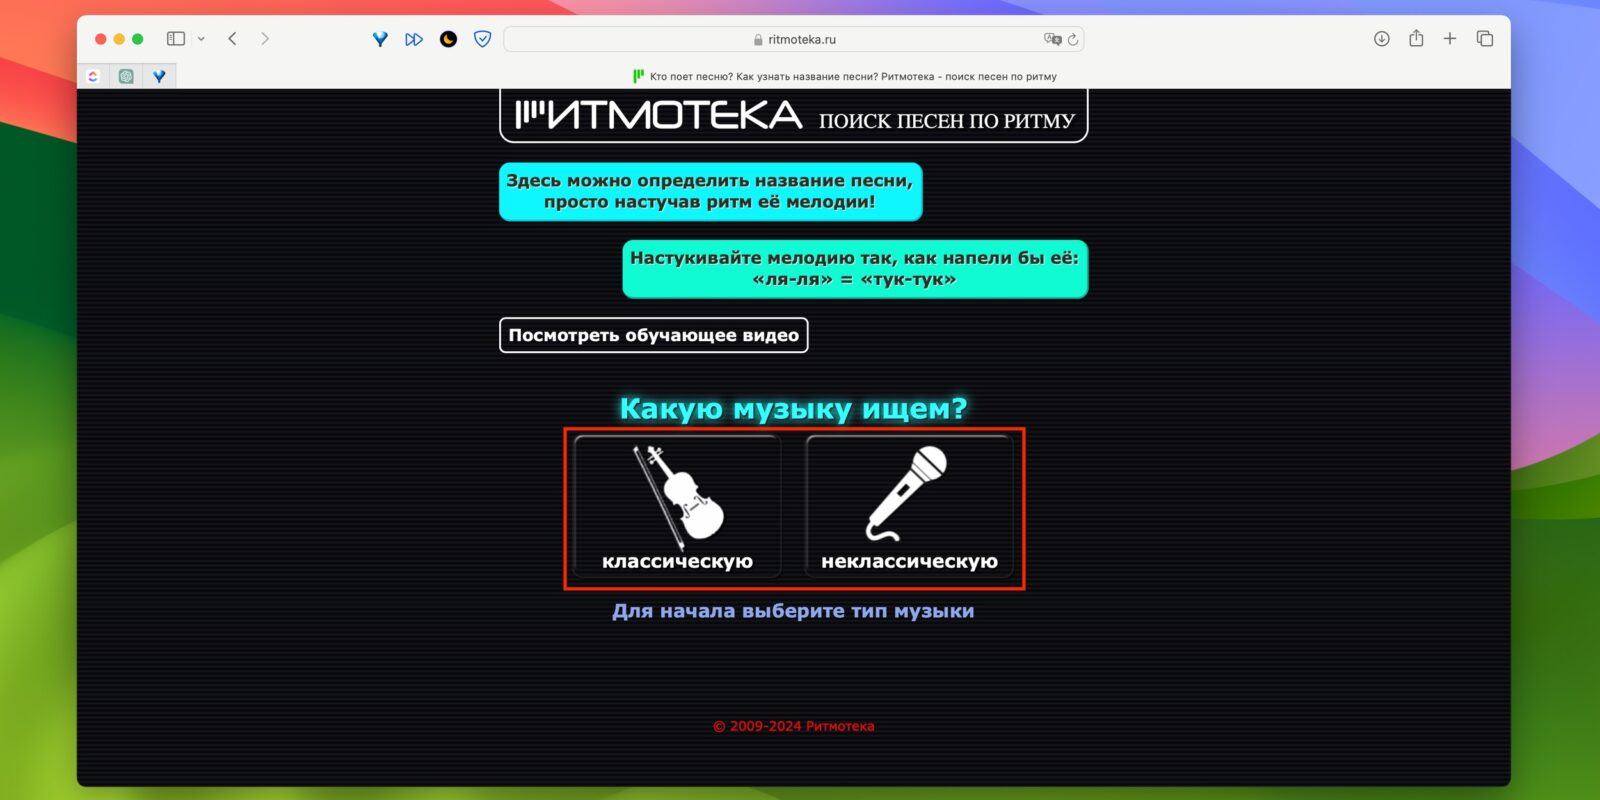 ritmoteka.ru
Кто поет песню? Как узнать название песни? Ритмотека - поиск песен по ритму
РИТМОТЕКА ПОИСК ПЕСЕН ПО РИТМУ
Здесь можно определить название песни,
просто настучав ритм её мелодии!
Настукивайте мелодию так, как напели бы её:
«ля-ля» = «тук-тук»
Посмотреть обучающее видео
Какую музыку ищем?
классическую неклассическую
Для начала выберите тип музыки
© 2009-2024 Ритмотека